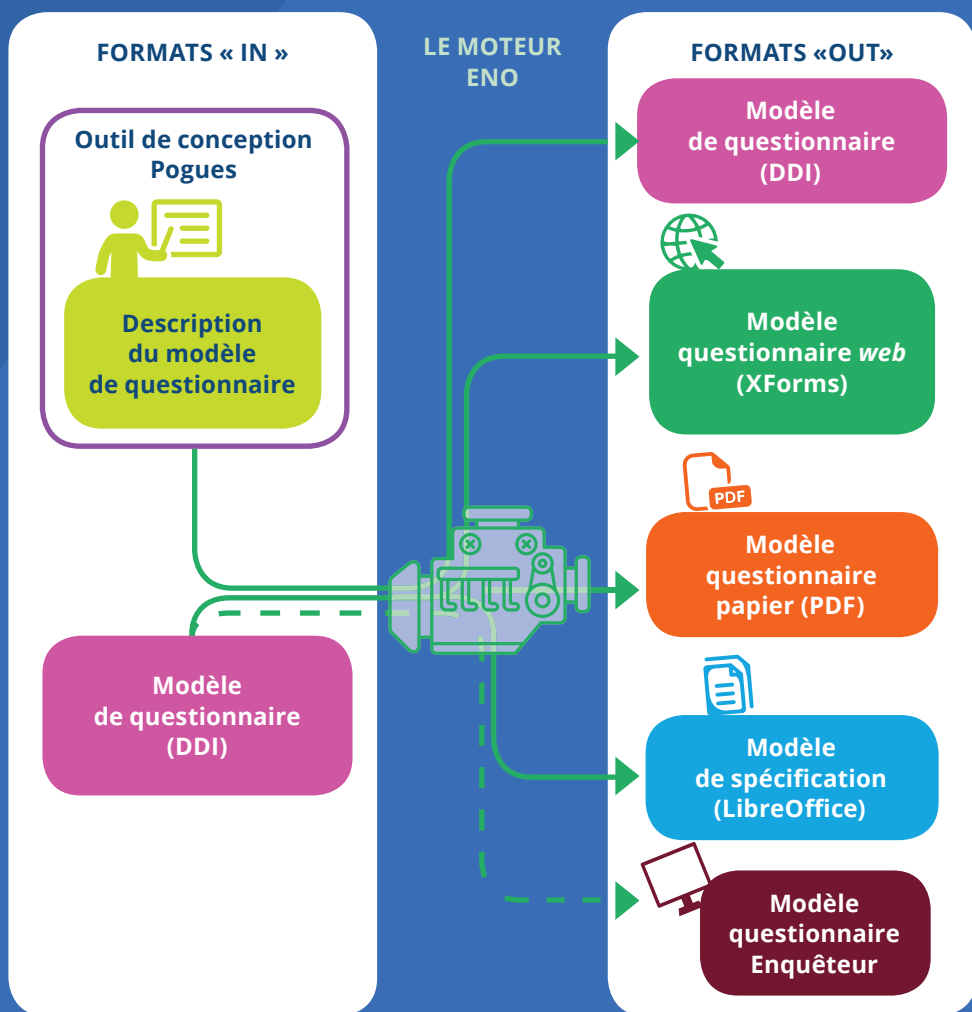 FORMATS « IN »
Outil de conception
Pogues
Description
du modèle
de questionnaire
Modèle
de questionnaire
(DDI)
LE MOTEUR
ENO
FORMATS «OUT»
Modèle
de questionnaire
(DDI)
Modèle
questionnaire web
(XForms)
PDF
Modèle
questionnaire
papier (PDF)
Modèle
de spécification
(LibreOffice)
Modèle
questionnaire
Enquêteur